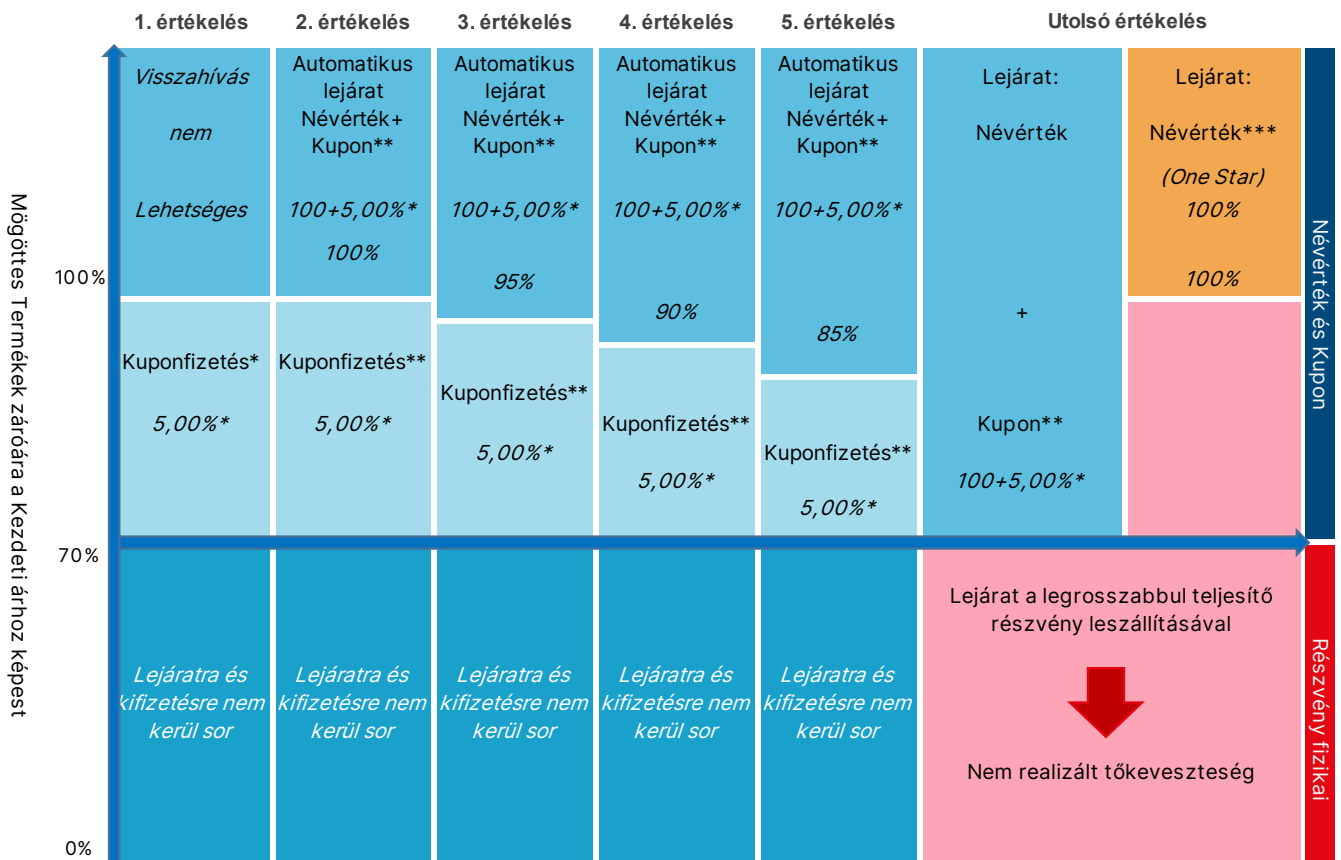 1. értékelés
2. értékelés
3. értékelés
4. értékelés
5. értékelés
Utolsó értékelés
Mögöttes Termékek záróára a Kezdeti árhoz képest
100%
70%
0%
Visszahívás
nem
Lehetséges
Kuponfizetés*
5,00%*
Lejáratra és
kifizetésre nem
kerül sor
Automatikus
lejárat
Névérték+
Kupon**
100+5,00%*
100%
Kuponfizetés**
5,00%*
Lejáratra és
kifizetésre nem
kerül sor
Automatikus
lejárat
Névérték+
Kupon**
100+5,00%*
95%
Kuponfizetés**
5,00%*
Lejáratra és
kifizetésre nem
kerül sor
Automatikus
lejárat
Névérték+
Kupon**
100+5,00%*
90%
Kuponfizetés**
5,00%*
Lejáratra és
kifizetésre nem
kerül sor
Automatikus
lejárat
Névérték+
Kupon**
100+5,00%*
85%
Kuponfizetés**
5,00%*
Lejáratra és
kifizetésre nem
kerül sor
Lejárat:
Névérték
+
Kupon**
100+5,00%*
Lejárat:
Névérték***
(One Star)
100%
100%
Lejárat a legrosszabbul teljesítő
részvény leszállításával
Nem realizált tőkeveszteség
Névérték és Kupon
Részvény fizikai